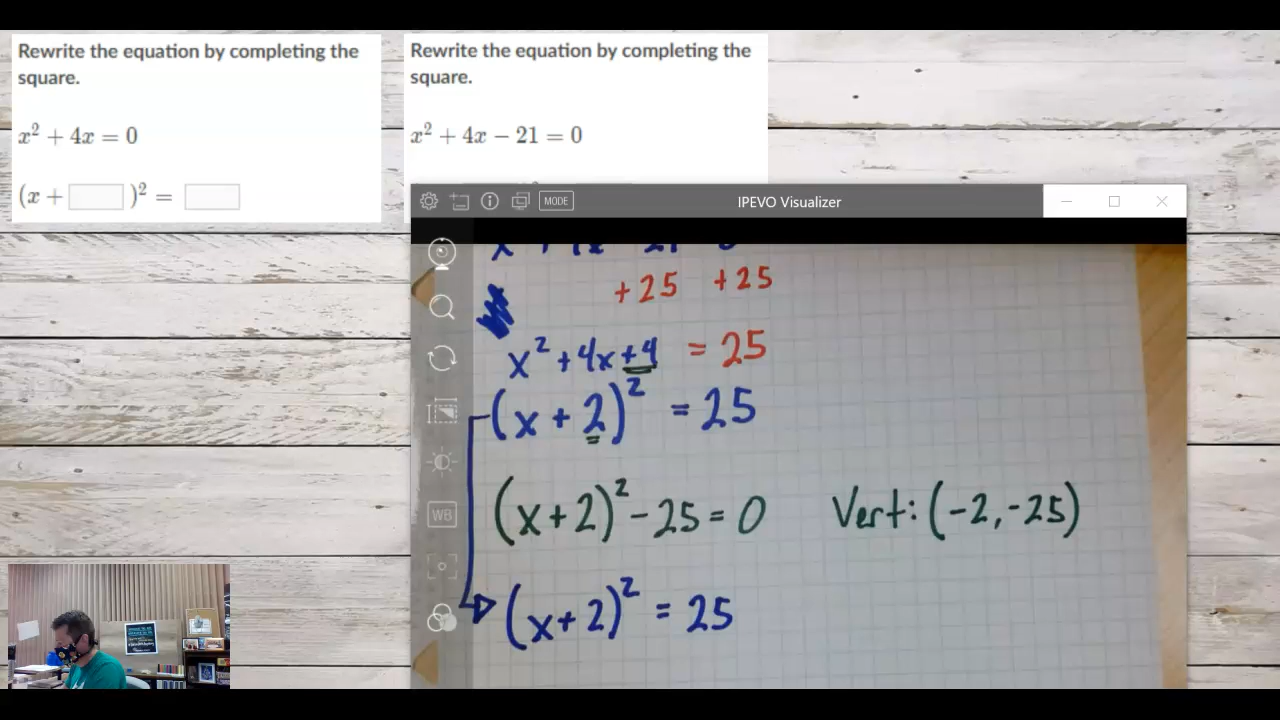 Rewrite the equation by completing the
square.
x² + 4x = 0
(x + )² =
Rewrite the equation by completing the
square.
x² + 4x − 21 = 0
MODE
IPEVO Visualizer
WB
+25 +25
x² + 4x + 4 = 25
(x + 2)² = 25
(x+2)² - 25 = 0 Vert: (-2, -25)
(x+2)² = 25